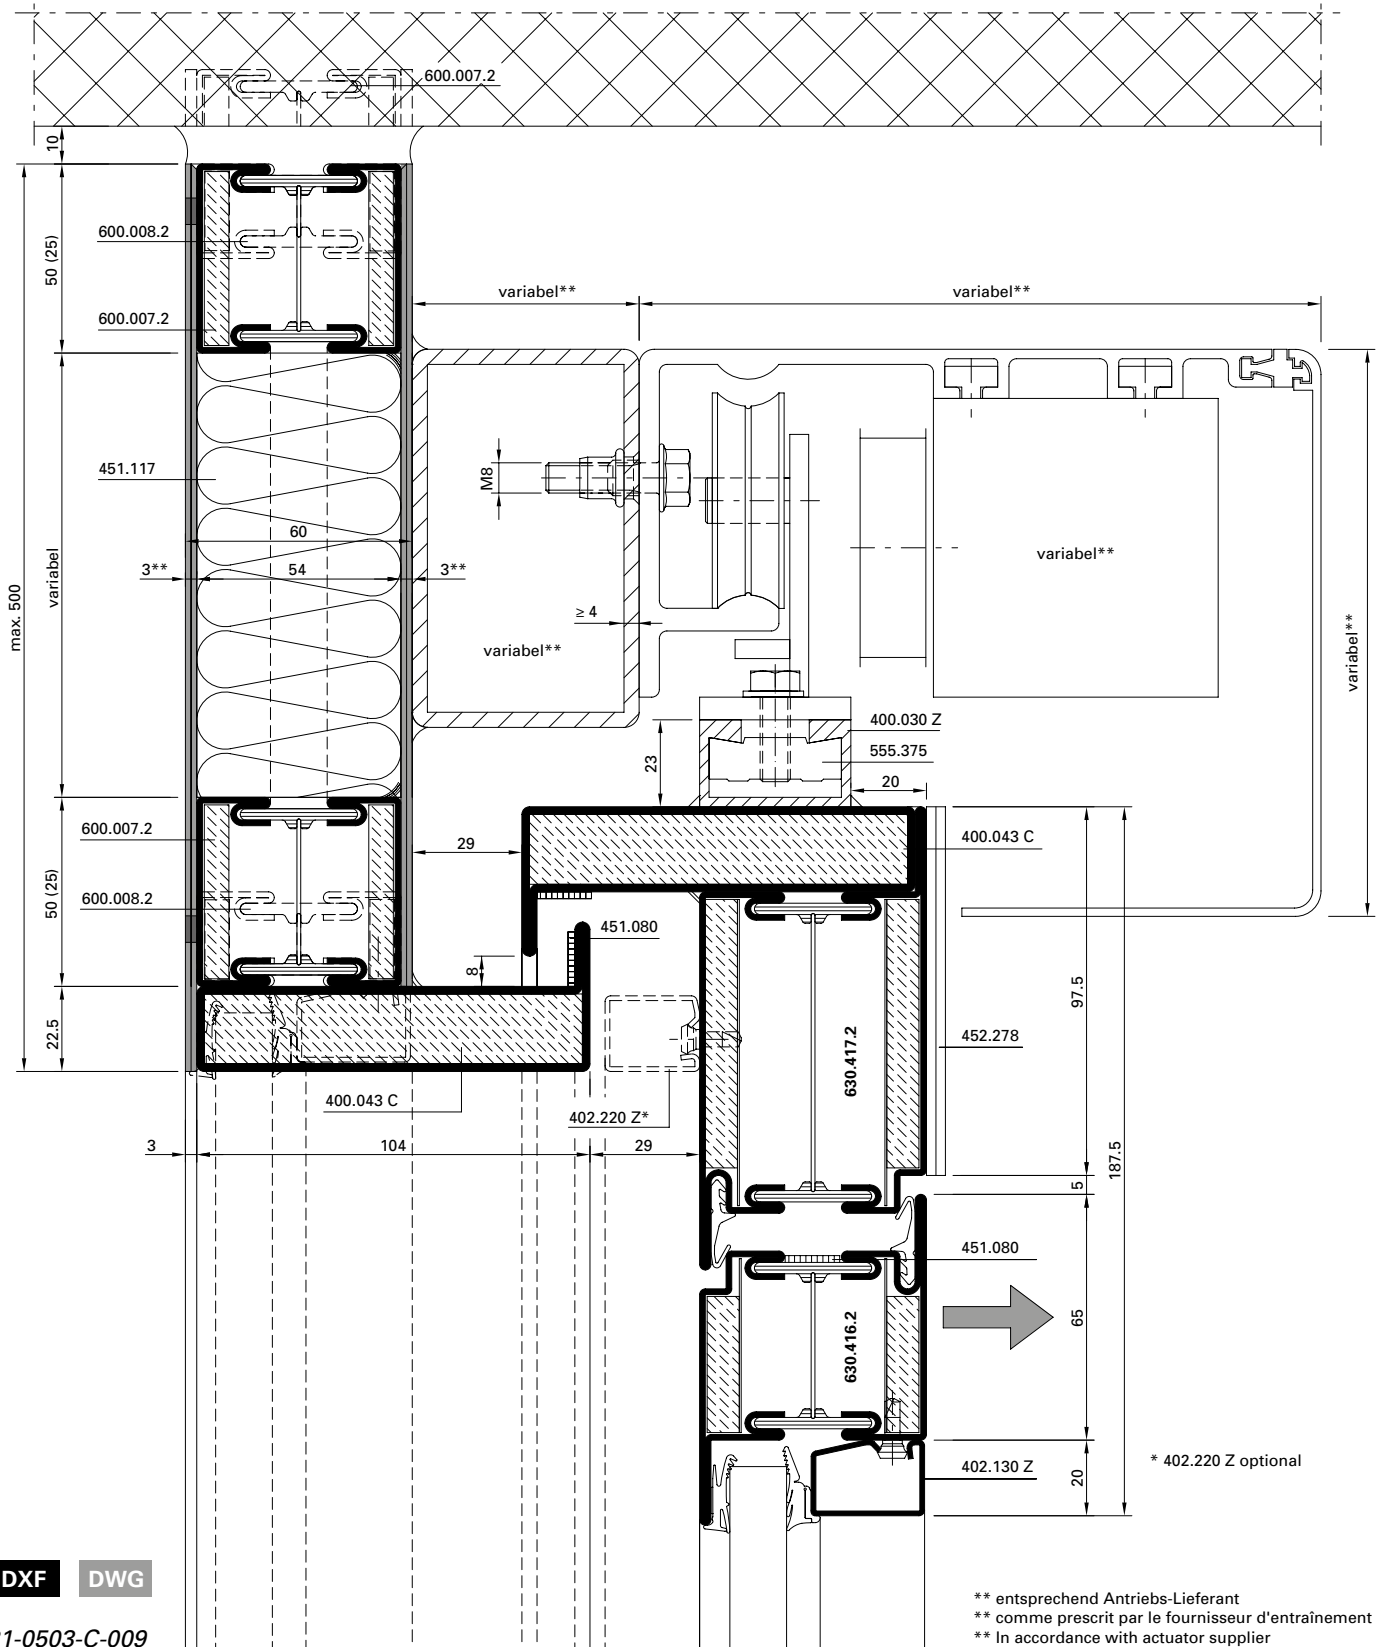 600.007.2
10
600.008.2
50 (25)
variabel**
variabel**
600.007.2
451.117
M8
60
variabel**
3**
54
3**
variabel
max. 500
≥ 4
variabel**
variabel**
400.030 Z
23
555.375
20
600.007.2
29
400.043 C
50 (25)
600.008.2
451.080
8
97.5
22.5
630.417.2
452.278
400.043 C
402.220 Z*
3
104
29
187.5
5
451.080
65
630.416.2
* 402.220 Z optional
402.130 Z
20
DXF
DWG
1-0503-C-009
** entsprechend Antriebs-Lieferant
** comme prescrit par le fournisseur d'entraînement
** In accordance with actuator supplier